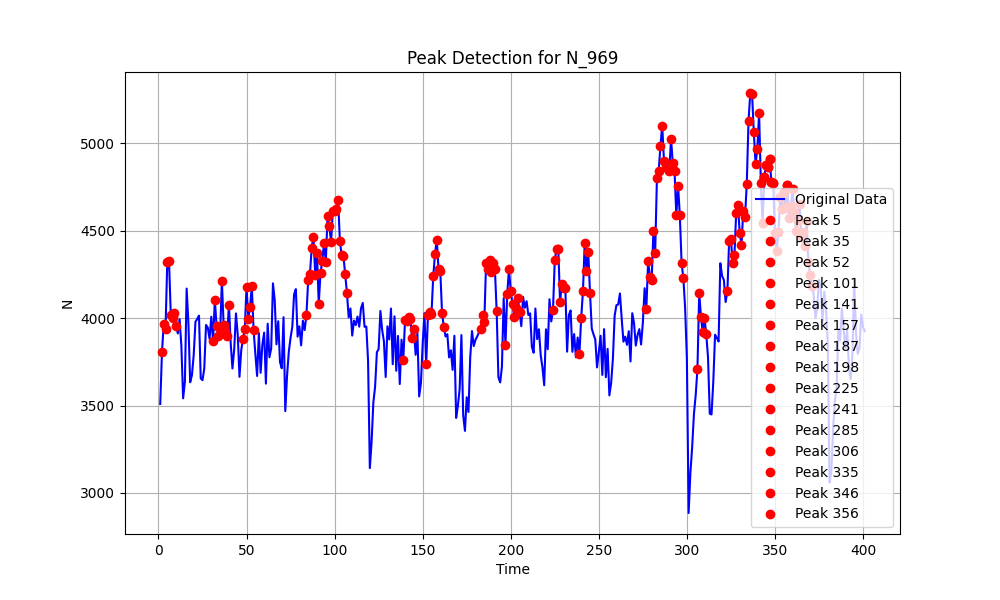 Peak Detection for N_969
N
5000
4500
4000
3500
3000
0 50 100 150 200 250 300 350 400
Time
Original Data
Peak 5
Peak 35
Peak 52
Peak 101
Peak 141
Peak 157
Peak 187
Peak 198
Peak 225
Peak 241
Peak 285
Peak 306
Peak 335
Peak 346
Peak 356